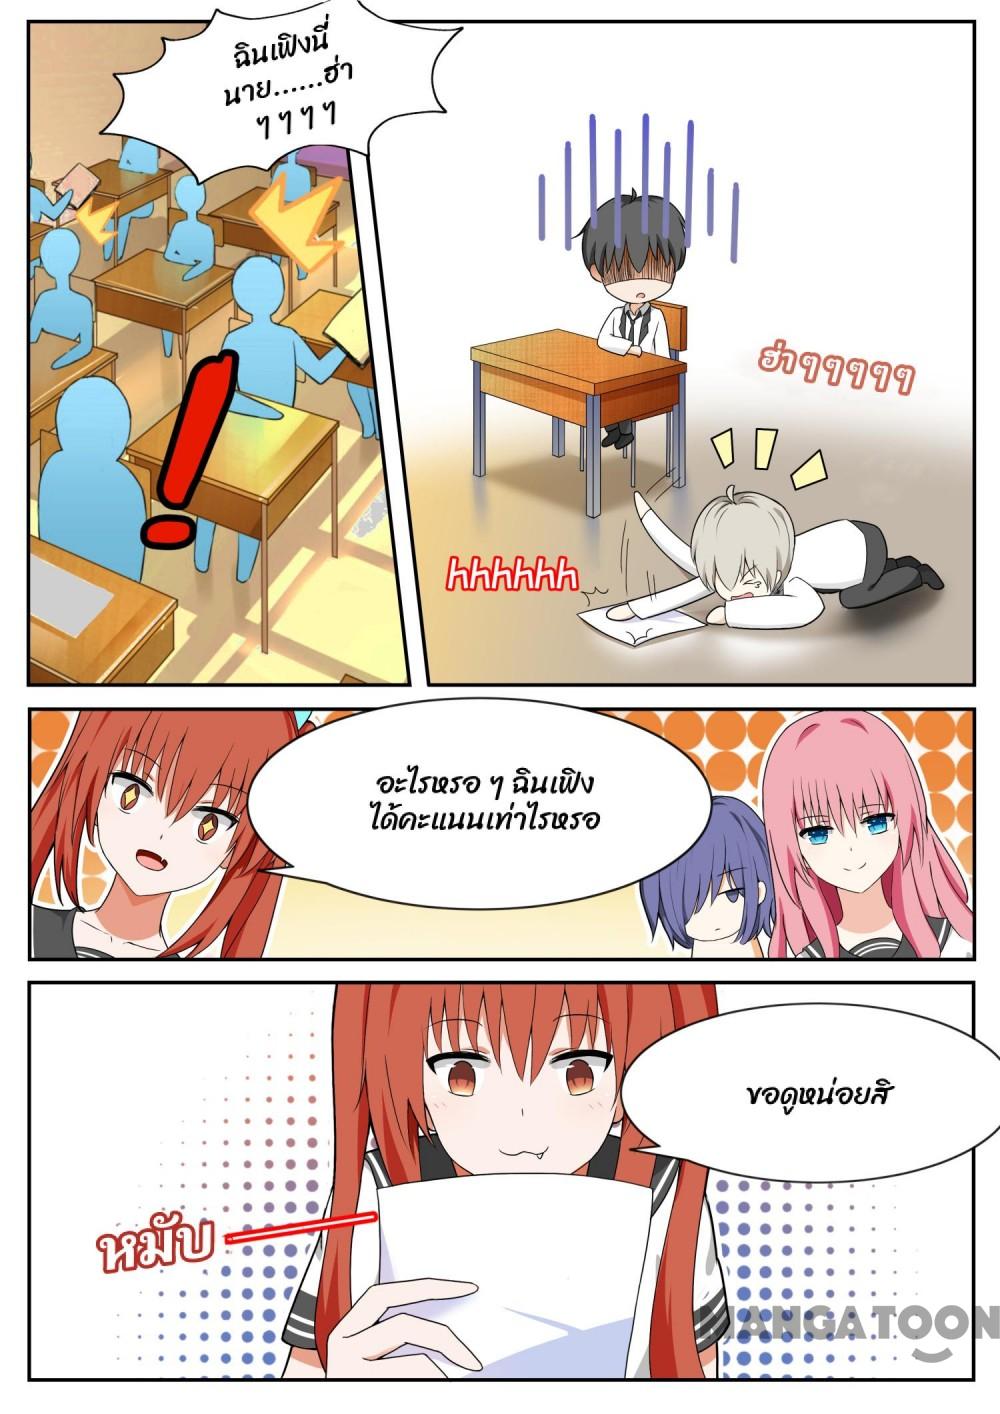 ฉินเฟิงนี่
นาย......ฮ่า
ๆๆๆๆ
ฮ่าๆๆๆๆๆ
hhhhhh
อะไรหรอ ๆ ฉินเฟิง
ได้คะแนนเท่าไรหรอ
ขอดูหน่อยสิ
หมับ
MANGATOON